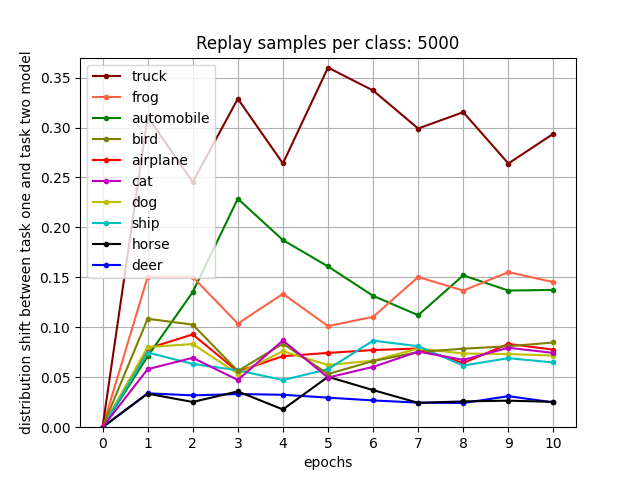 Replay samples per class: 5000
distribution shift between task one and task two model
0.35
0.30
0.25
0.20
0.15
0.10
0.05
0.00
truck
frog
automobile
bird
airplane
cat
dog
ship
horse
deer
0 1 2 3 4 5 6 7 8 9 10
epochs